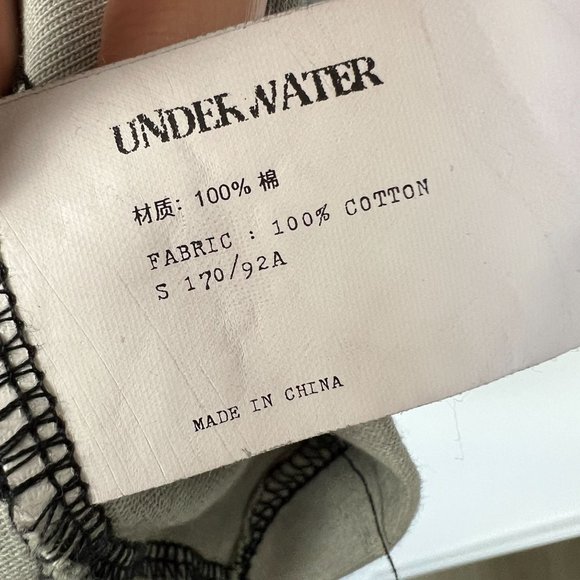 UNDERWATER
材质: 100% 棉
FABRIC : 100% COTTON
S 170/92A
MADE IN CHINA